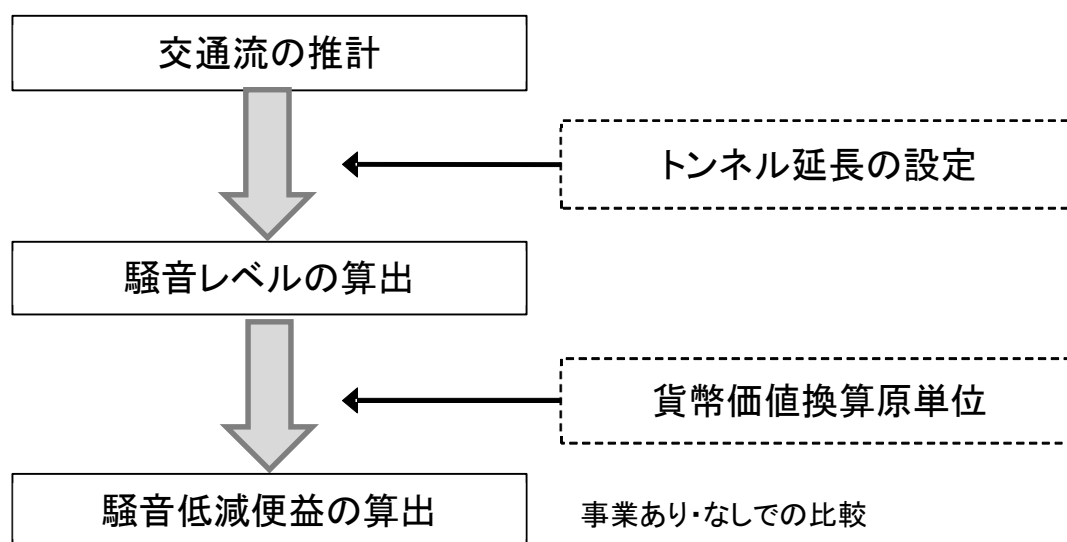 交通流の推計
トンネル延長の設定
騒音レベルの算出
貨幣価値換算原単位
騒音低減便益の算出
事業あり・なしでの比較